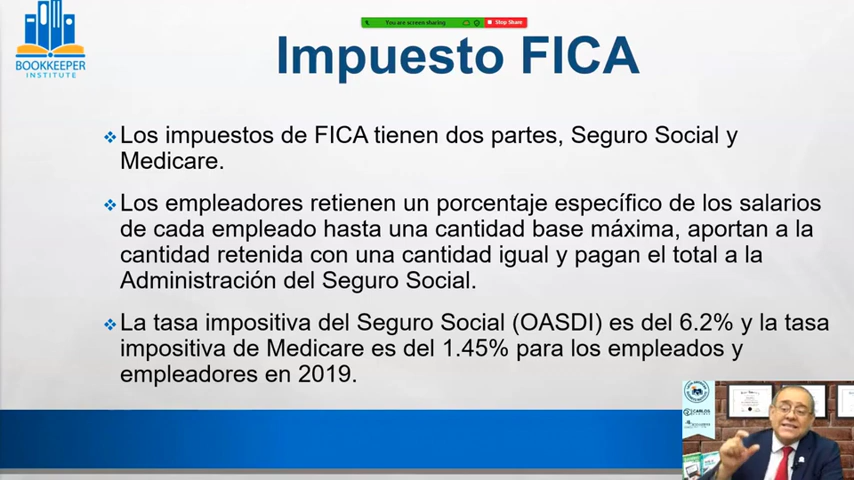 You are screen sharing
Stop Share
BOOKKEEPER
INSTITUTE
Impuesto FICA
Los impuestos de FICA tienen dos partes, Seguro Social y
Medicare.
Los empleadores retienen un porcentaje específico de los salarios
de cada empleado hasta una cantidad base máxima, aportan a la
cantidad retenida con una cantidad igual y pagan el total a la
Administración del Seguro Social.
La tasa impositiva del Seguro Social (OASDI) es del 6.2% y la tasa
impositiva de Medicare es del 1.45% para los empleados y
empleadores en 2019.
CARLOS